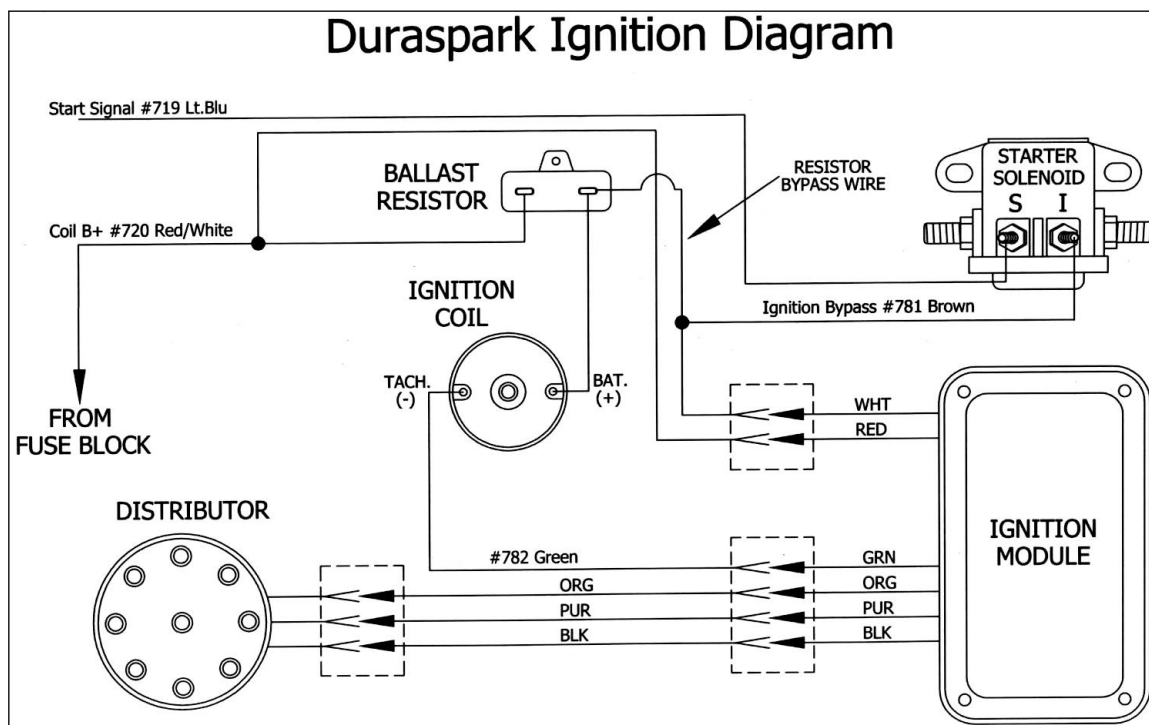 Duraspark Ignition Diagram
Start Signal #719 Lt.Blu
BALLAST
RESISTOR
RESISTOR
BYPASS WIRE
STARTER
SOLENOID
S I
Coil B+ #720 Red/White
IGNITION
COIL
Ignition Bypass #781 Brown
TACH.
(-)
BAT.
(+)
FROM
FUSE BLOCK
WHT
RED
DISTRIBUTOR
IGNITION
MODULE
#782 Green
GRN
ORG
ORG
PUR
PUR
BLK
BLK